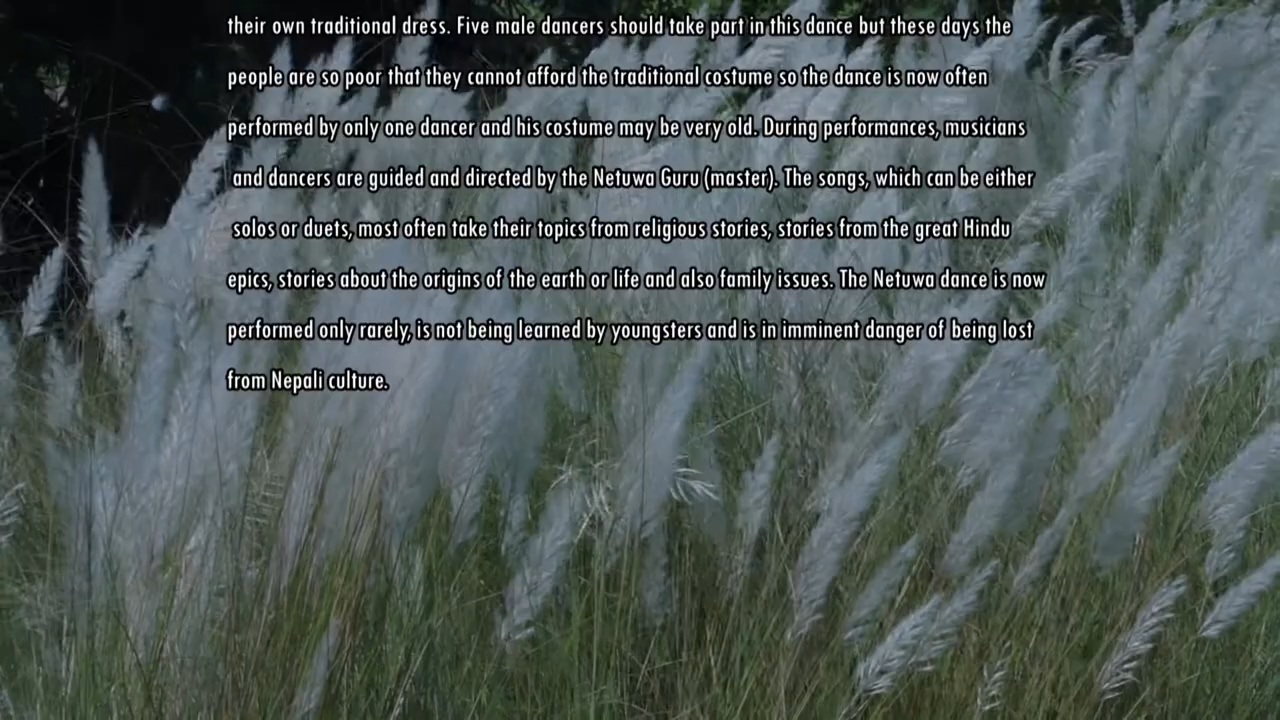 their own traditional dress. Five male dancers should take part in this dance but these days the
people are so poor that they cannot afford the traditional costume so the dance is now often
performed by only one dancer and his costume may be very old. During performances, musicians
and dancers are guided and directed by the Netuwa Guru (master). The songs, which can be either
solos or duets, most often take their topics from religious stories, stories from the great Hindu
epics, stories about the origins of the earth or life and also family issues. The Netuwa dance is now
performed only rarely, is not being learned by youngsters and is in imminent danger of being lost
from Nepali culture.